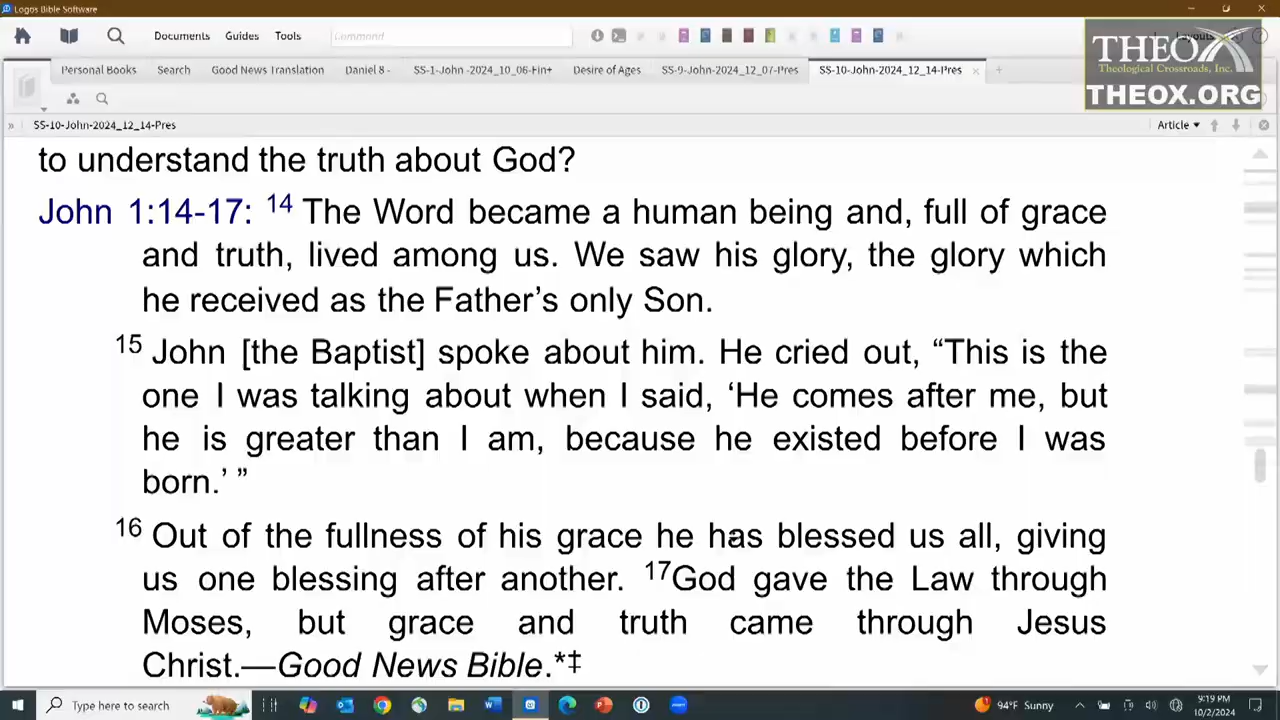 Logos Bible Software
Documents Guides Tools Command
THEOX
Theological Crossroads, Inc.
THEOX.ORG
Personal Books Search Good News Translation Daniel 8 - Desire of Ages SS-9-John-2024_12_07-Pres SS-10-John-2024_12_14-Pres
SS-10-John-2024_12_14-Pres Article
to understand the truth about God?
John 1:14-17: 14 The Word became a human being and, full of grace
and truth, lived among us. We saw his glory, the glory which
he received as the Father’s only Son.
15 John [the Baptist] spoke about him. He cried out, “This is the
one I was talking about when I said, ‘He comes after me, but
he is greater than I am, because he existed before I was
born.’ ”
16 Out of the fullness of his grace he has blessed us all, giving
us one blessing after another. 17God gave the Law through
Moses, but grace and truth came through Jesus
Christ.—Good News Bible.*‡
Type here to search 94°F Sunny 9:19 PM
10/2/2024